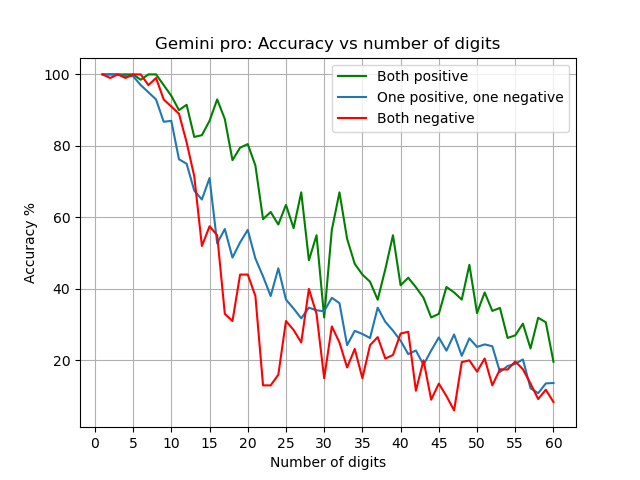 Gemini pro: Accuracy vs number of digits
Both positive
One positive, one negative
Both negative
Accuracy %
100
80
60
40
20
0 5 10 15 20 25 30 35 40 45 50 55 60
Number of digits